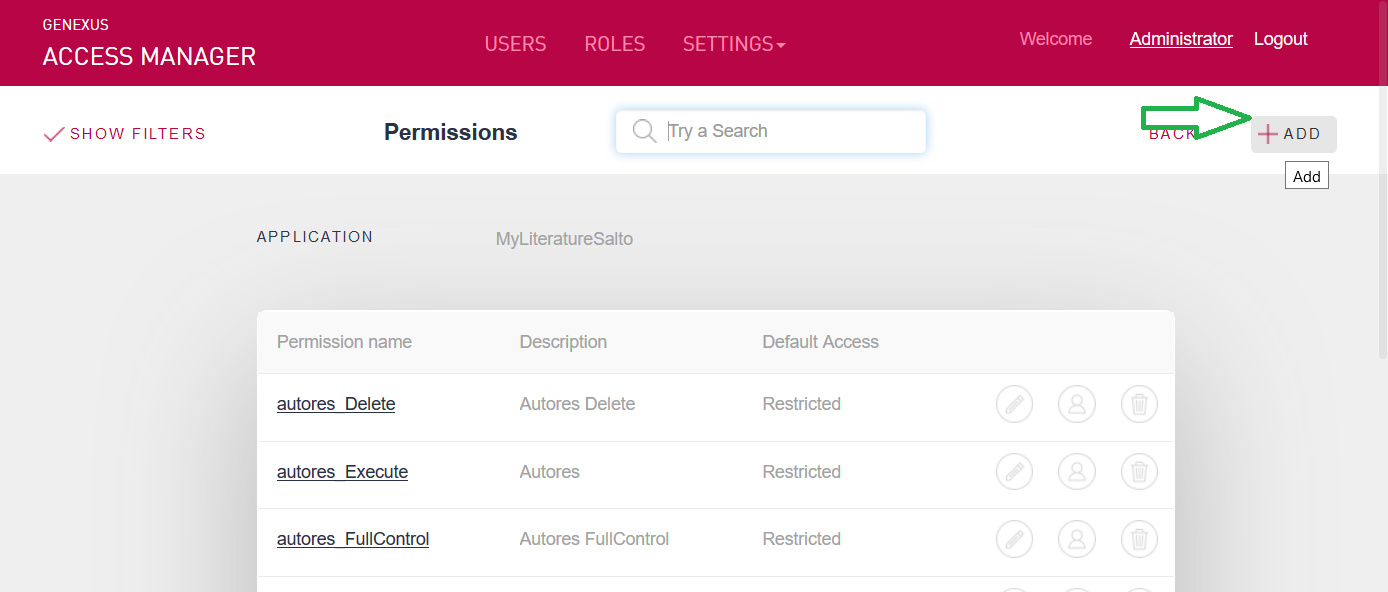 GENEXUS
ACCESS MANAGER
USERS ROLES SETTINGS
Welcome Administrator Logout
SHOW FILTERS Permissions Try a Search BACK ADD
Add
APPLICATION MyLiteratureSalto
Permission name Description Default Access
autores_Delete Autores Delete Restricted
autores_Execute Autores Restricted
autores_FullControl Autores FullControl Restricted